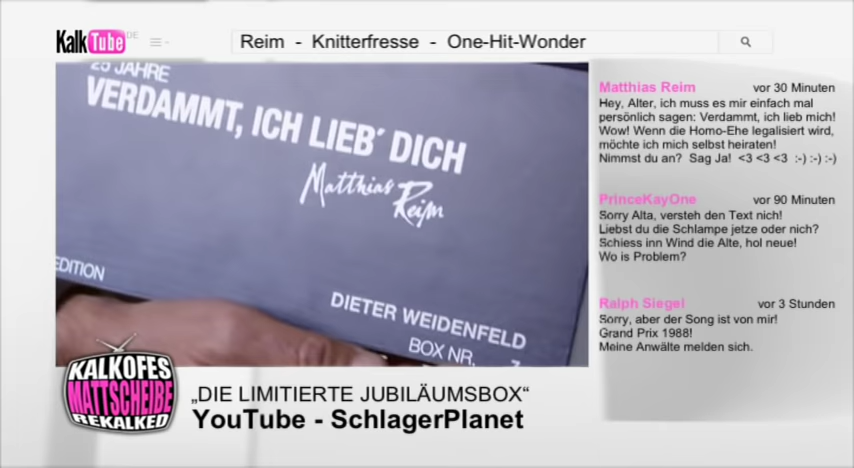 KalkTube DE
Reim - Knitterfresse - One-Hit-Wonder
25 JAHRE
VERDAMMT, ICH LIEB´ DICH
Matthias Reim
EDITION
DIETER WEIDENFELD
BOX NR.
Matthias Reim vor 30 Minuten
Hey, Alter, ich muss es mir einfach mal
persönlich sagen: Verdammt, ich lieb mich!
Wow! Wenn die Homo-Ehe legalisiert wird,
möchte ich mich selbst heiraten!
Nimmst du an? Sag Ja! <3 <3 <3 :-) :-) :-)
PrinceKayOne vor 90 Minuten
Sorry Alta, versteh den Text nich!
Liebst du die Schlampe jetze oder nich?
Schiess inn Wind die Alte, hol neue!
Wo is Problem?
Ralph Siegel vor 3 Stunden
Sorry, aber der Song ist von mir!
Grand Prix 1988!
Meine Anwälte melden sich.
KALKOFES
MATTSCHEIBE
REKALKED
„DIE LIMITIERTE JUBILÄUMSBOX“
YouTube - SchlagerPlanet